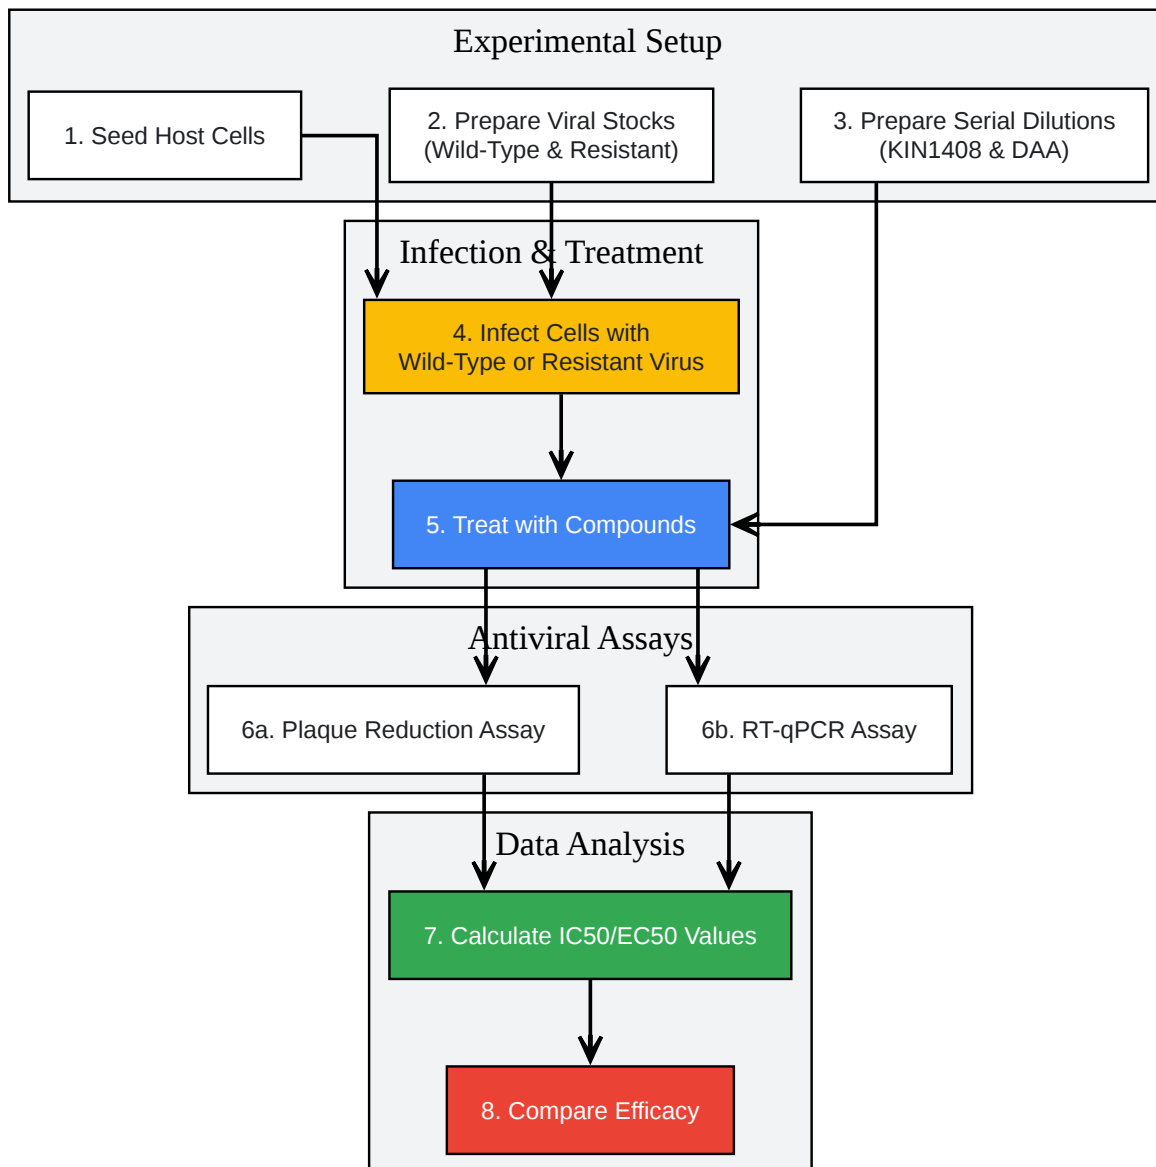 Experimental Setup
1. Seed Host Cells
2. Prepare Viral Stocks
(Wild-Type & Resistant)
3. Prepare Serial Dilutions
(KIN1408 & DAA)
Infection & Treatment
4. Infect Cells with
Wild-Type or Resistant Virus
5. Treat with Compounds
Antiviral Assays
6a. Plaque Reduction Assay
6b. RT-qPCR Assay
Data Analysis
7. Calculate IC50/EC50 Values
8. Compare Efficacy